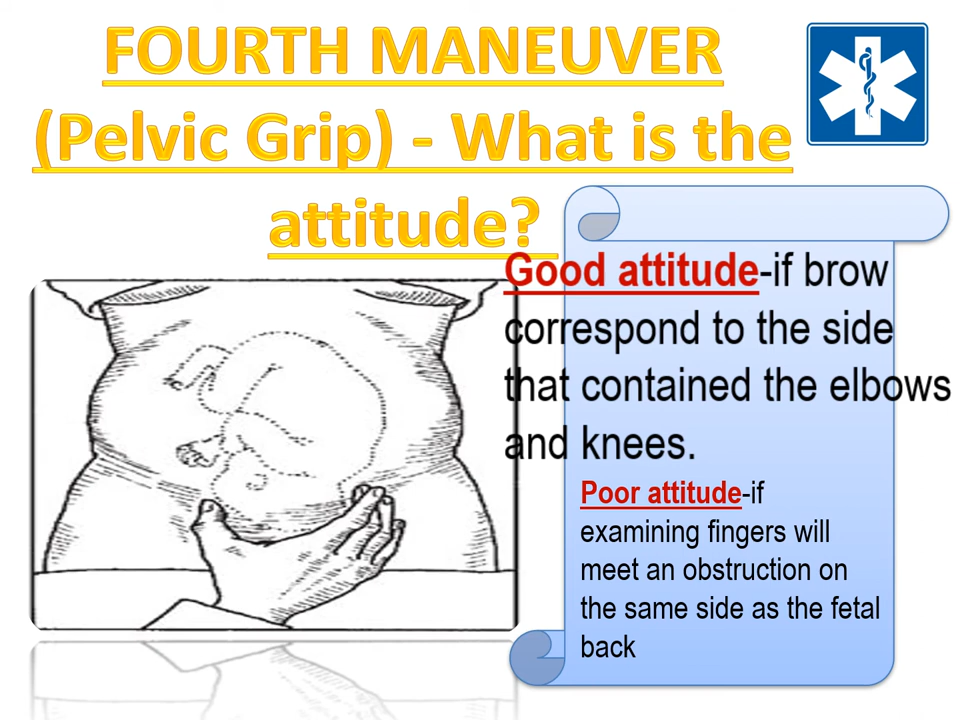 FOURTH MANEUVER
(Pelvic Grip) - What is the
attitude?
Good attitude-if brow
correspond to the side
that contained the elbows
and knees.
Poor attitude-if
examining fingers will
meet an obstruction on
the same side as the fetal
back